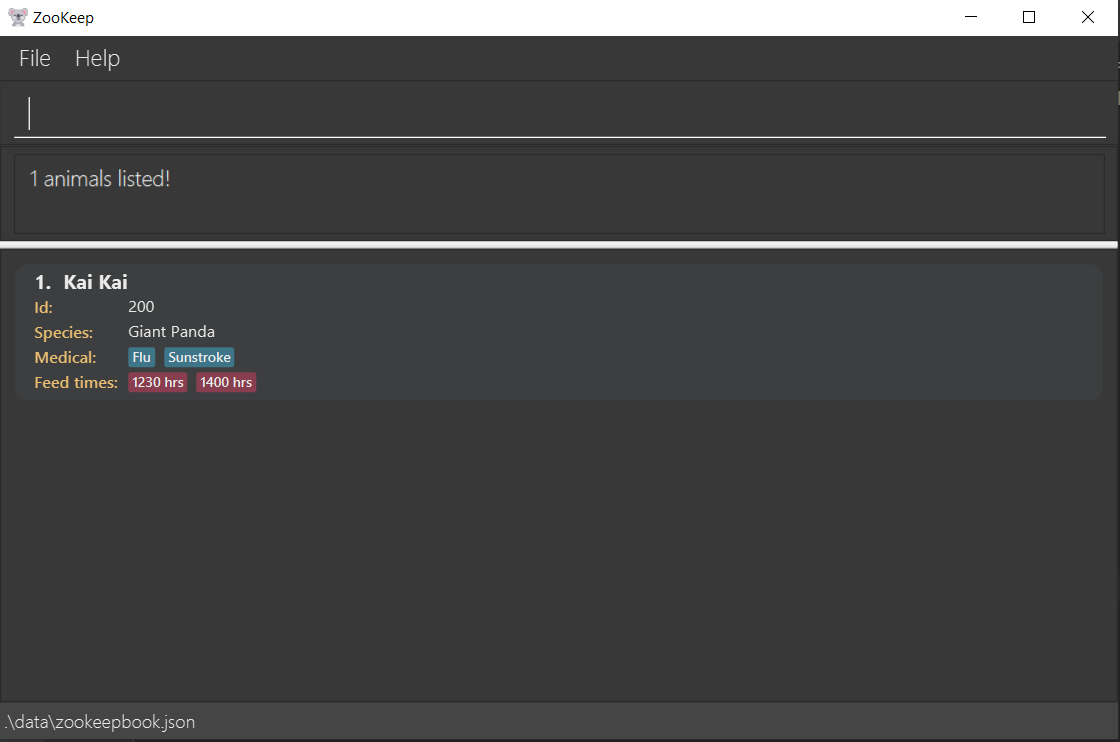 ZooKeep
File Help
1 animals listed!
1. Kai Kai
Id: 200
Species: Giant Panda
Medical: Flu Sunstroke
Feed times: 1230 hrs 1400 hrs
.\data\zookeepbook.json